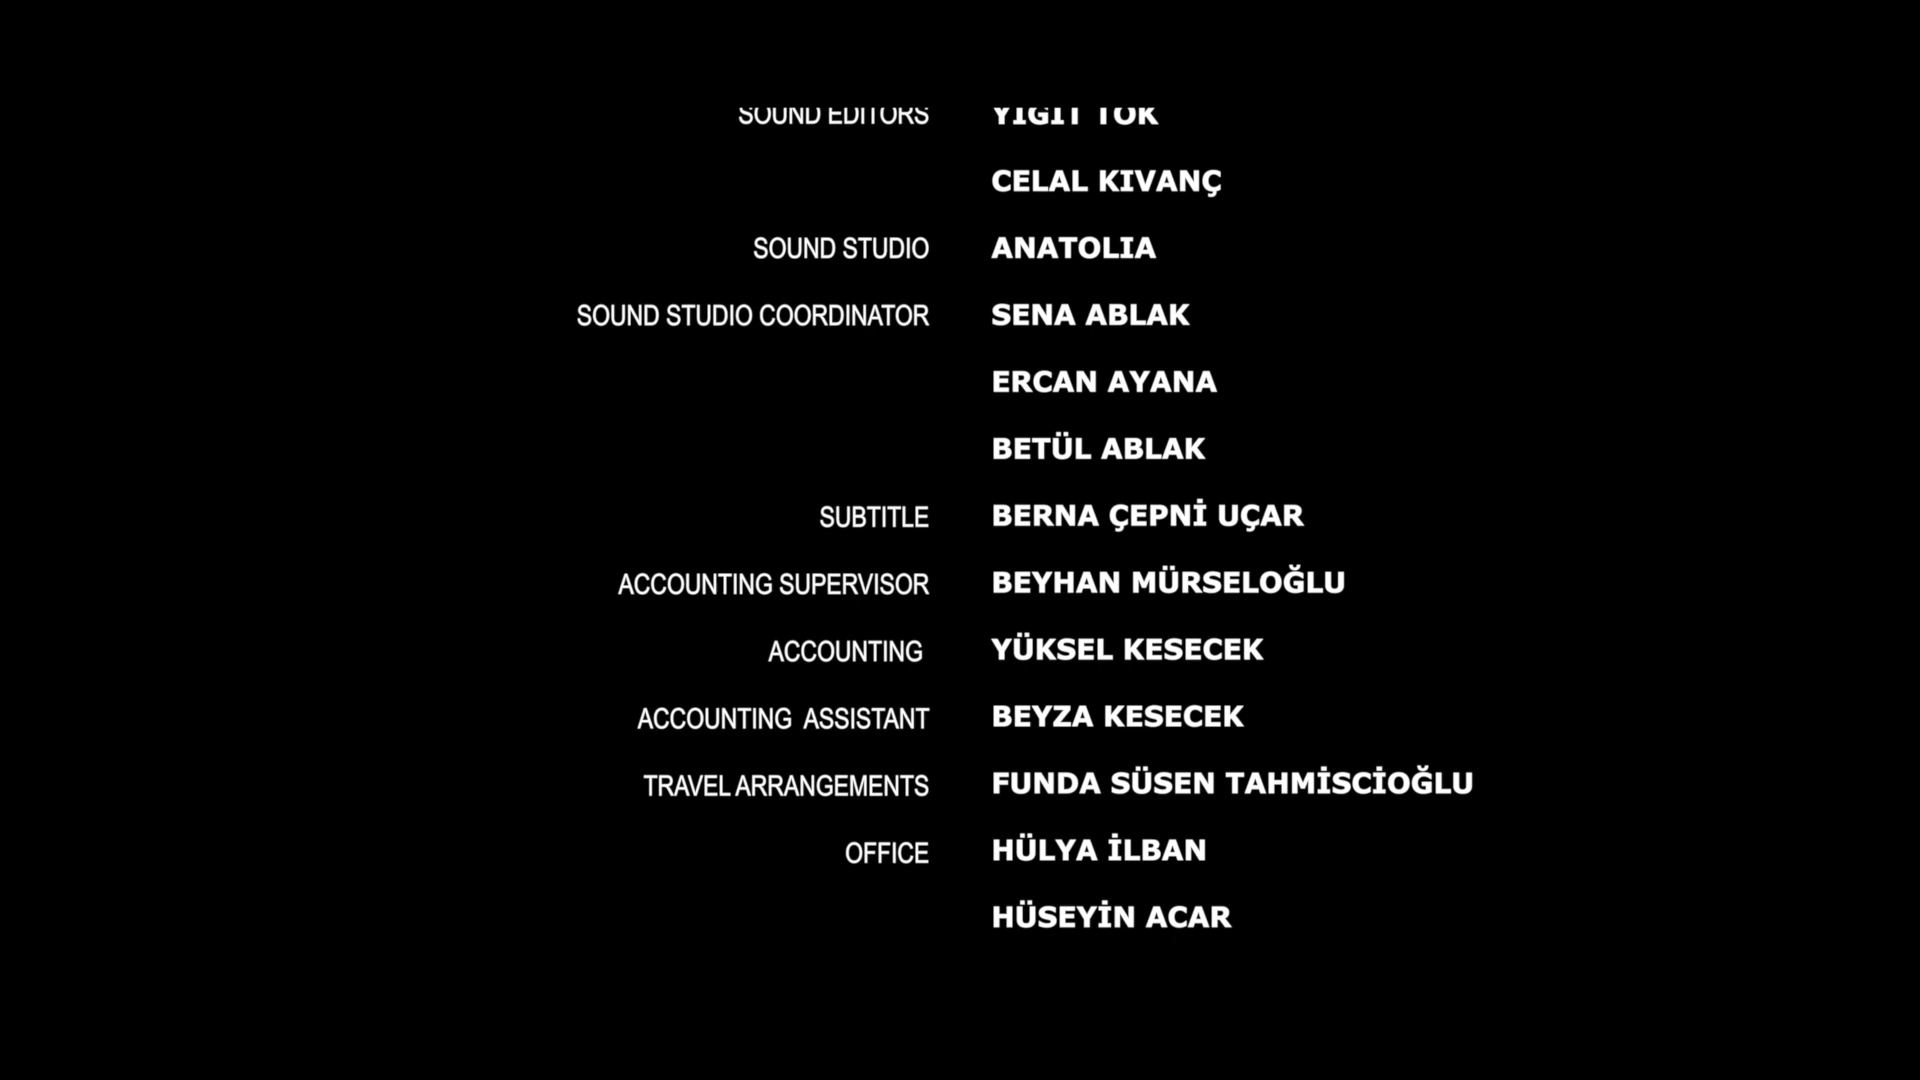 SOUND EDITORS YİĞİT TOK
CELAL KIVANÇ
SOUND STUDIO ANATOLIA
SOUND STUDIO COORDINATOR SENA ABLAK
ERCAN AYANA
BETÜL ABLAK
SUBTITLE BERNA ÇEPNİ UÇAR
ACCOUNTING SUPERVISOR BEYHAN MÜRSELOĞLU
ACCOUNTING YÜKSEL KESECEK
ACCOUNTING ASSISTANT BEYZA KESECEK
TRAVEL ARRANGEMENTS FUNDA SÜSEN TAHMİSCİOĞLU
OFFICE HÜLYA İLBAN
HÜSEYİN ACAR